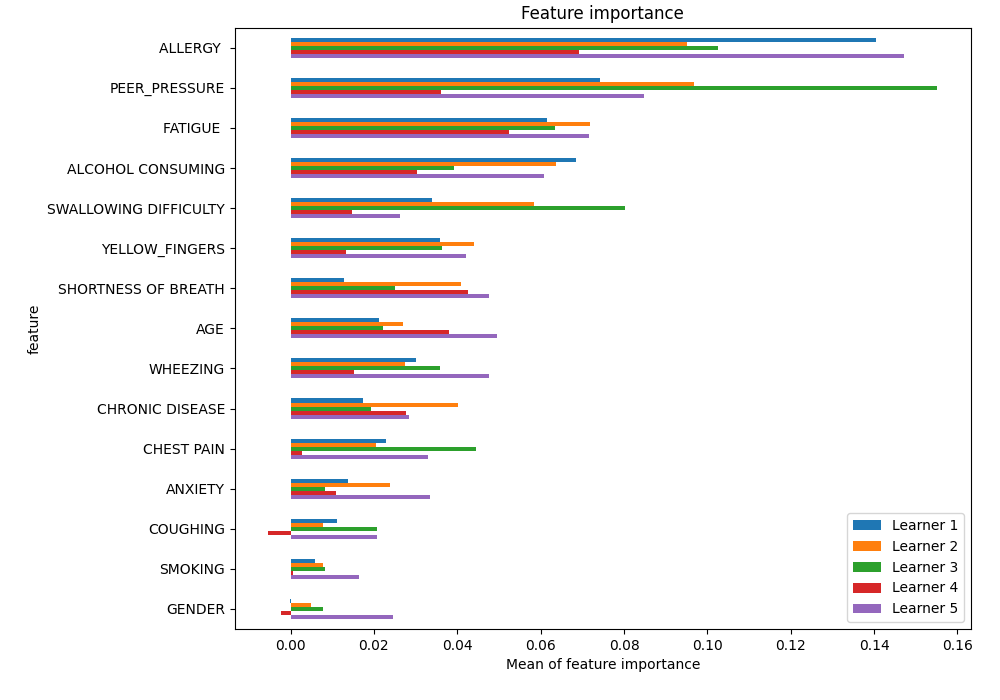 Feature importance
ALLERGY
PEER_PRESSURE
FATIGUE
ALCOHOL CONSUMING
SWALLOWING DIFFICULTY
YELLOW_FINGERS
SHORTNESS OF BREATH
AGE
WHEEZING
CHRONIC DISEASE
CHEST PAIN
ANXIETY
COUGHING
SMOKING
GENDER
feature
Learner 1
Learner 2
Learner 3
Learner 4
Learner 5
0.00 0.02 0.04 0.06 0.08 0.10 0.12 0.14 0.16
Mean of feature importance